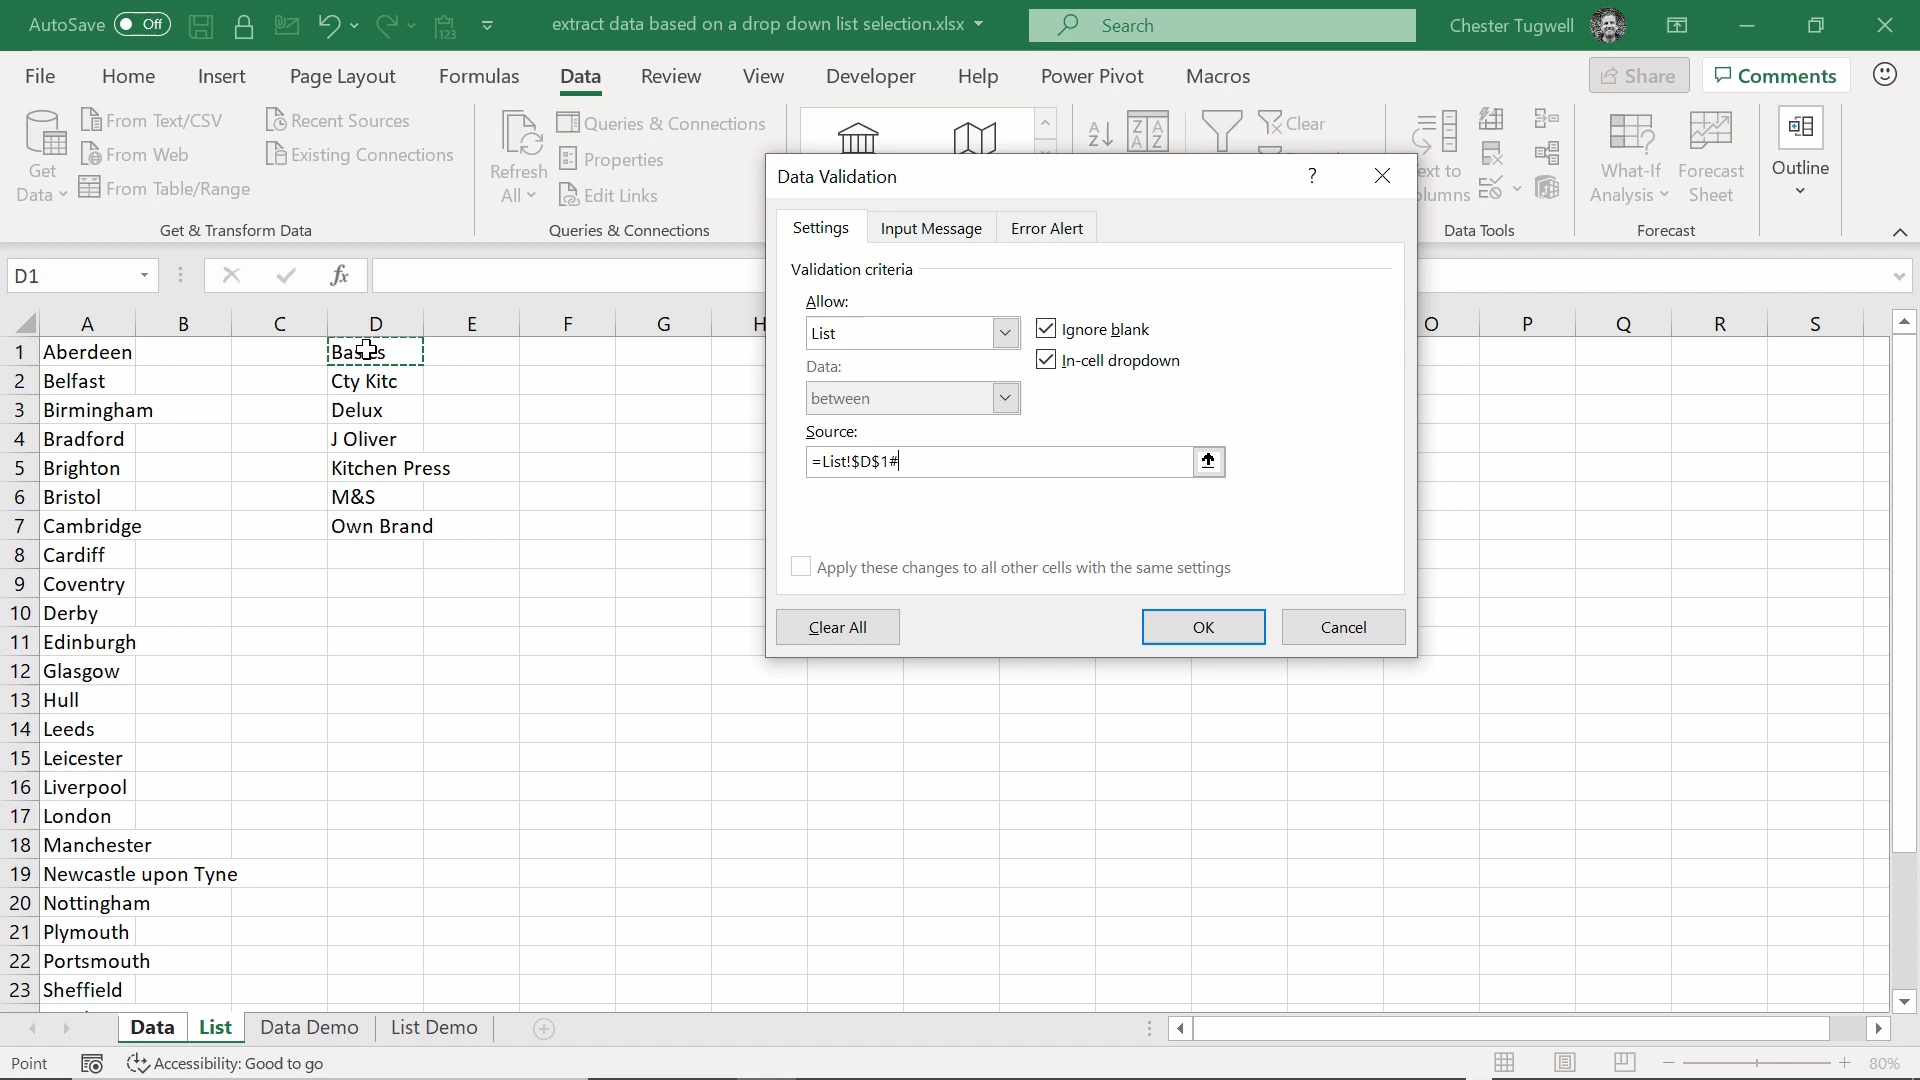 AutoSave Off extract data based on a drop down list selection.xlsx Search Chester Tugwell
File Home Insert Page Layout Formulas Data Review View Developer Help Power Pivot Macros Share Comments
Get Data
From Text/CSV
From Web
From Table/Range
Recent Sources
Existing Connections
Get & Transform Data
Refresh All
Queries & Connections
Properties
Edit Links
Queries & Connections
Clear
Data Tools
What-If Analysis
Forecast Sheet
Forecast
Outline
D1 fx
Data Validation ?
Settings Input Message Error Alert
Validation criteria
Allow:
List
Ignore blank
In-cell dropdown
Data:
between
Source:
=List!$D$1#
Apply these changes to all other cells with the same settings
Clear All OK Cancel
A B C D E F G H O P Q R S
1 Aberdeen
2 Belfast Cty Kitc
3 Birmingham Delux
4 Bradford J Oliver
5 Brighton Kitchen Press
6 Bristol M&S
7 Cambridge Own Brand
8 Cardiff
9 Coventry
10 Derby
11 Edinburgh
12 Glasgow
13 Hull
14 Leeds
15 Leicester
16 Liverpool
17 London
18 Manchester
19 Newcastle upon Tyne
20 Nottingham
21 Plymouth
22 Portsmouth
23 Sheffield
Data List Data Demo List Demo
Point Accessibility: Good to go 80%